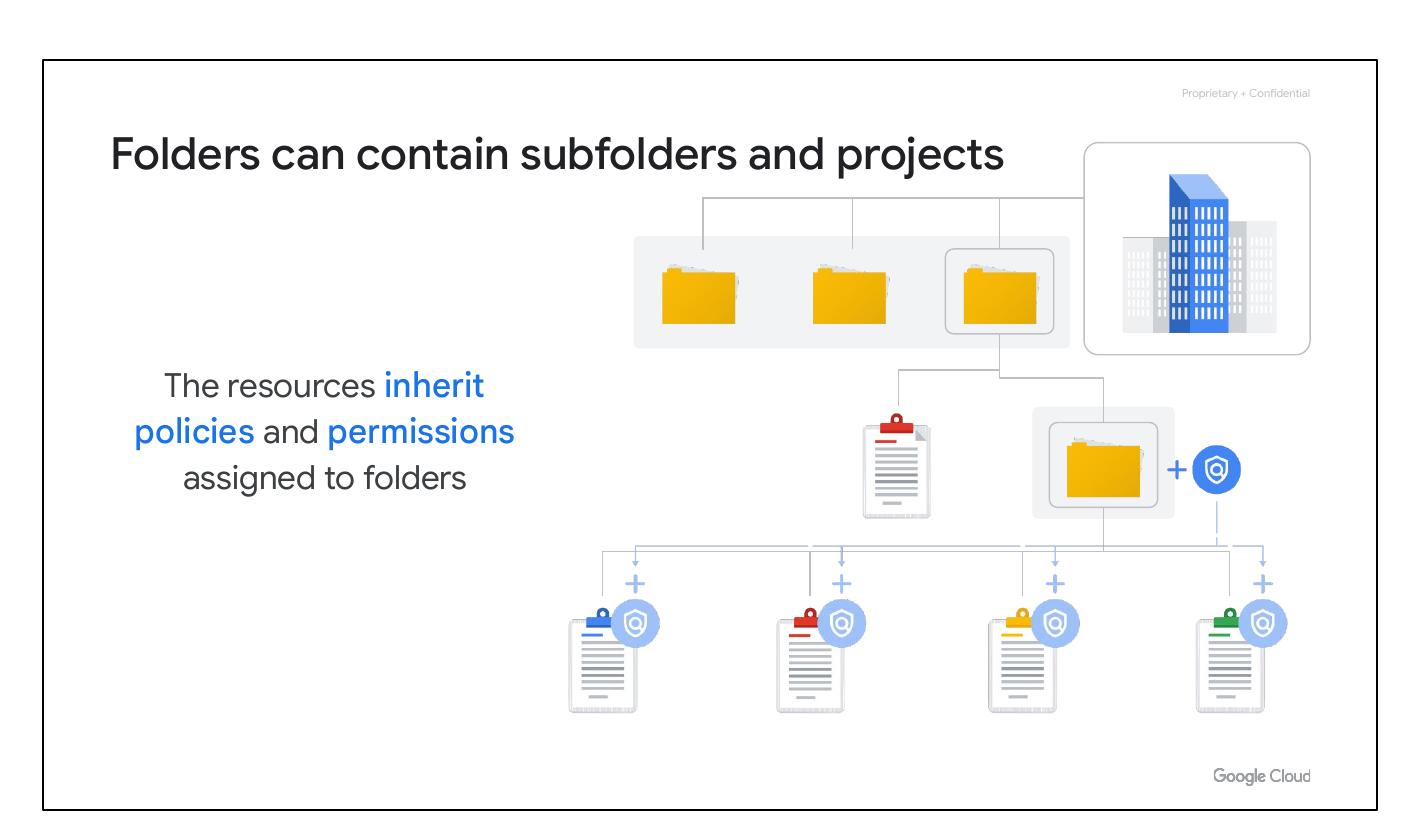 Proprietary + Confidential
Folders can contain subfolders and projects
The resources inherit
policies and permissions
assigned to folders
Google Cloud